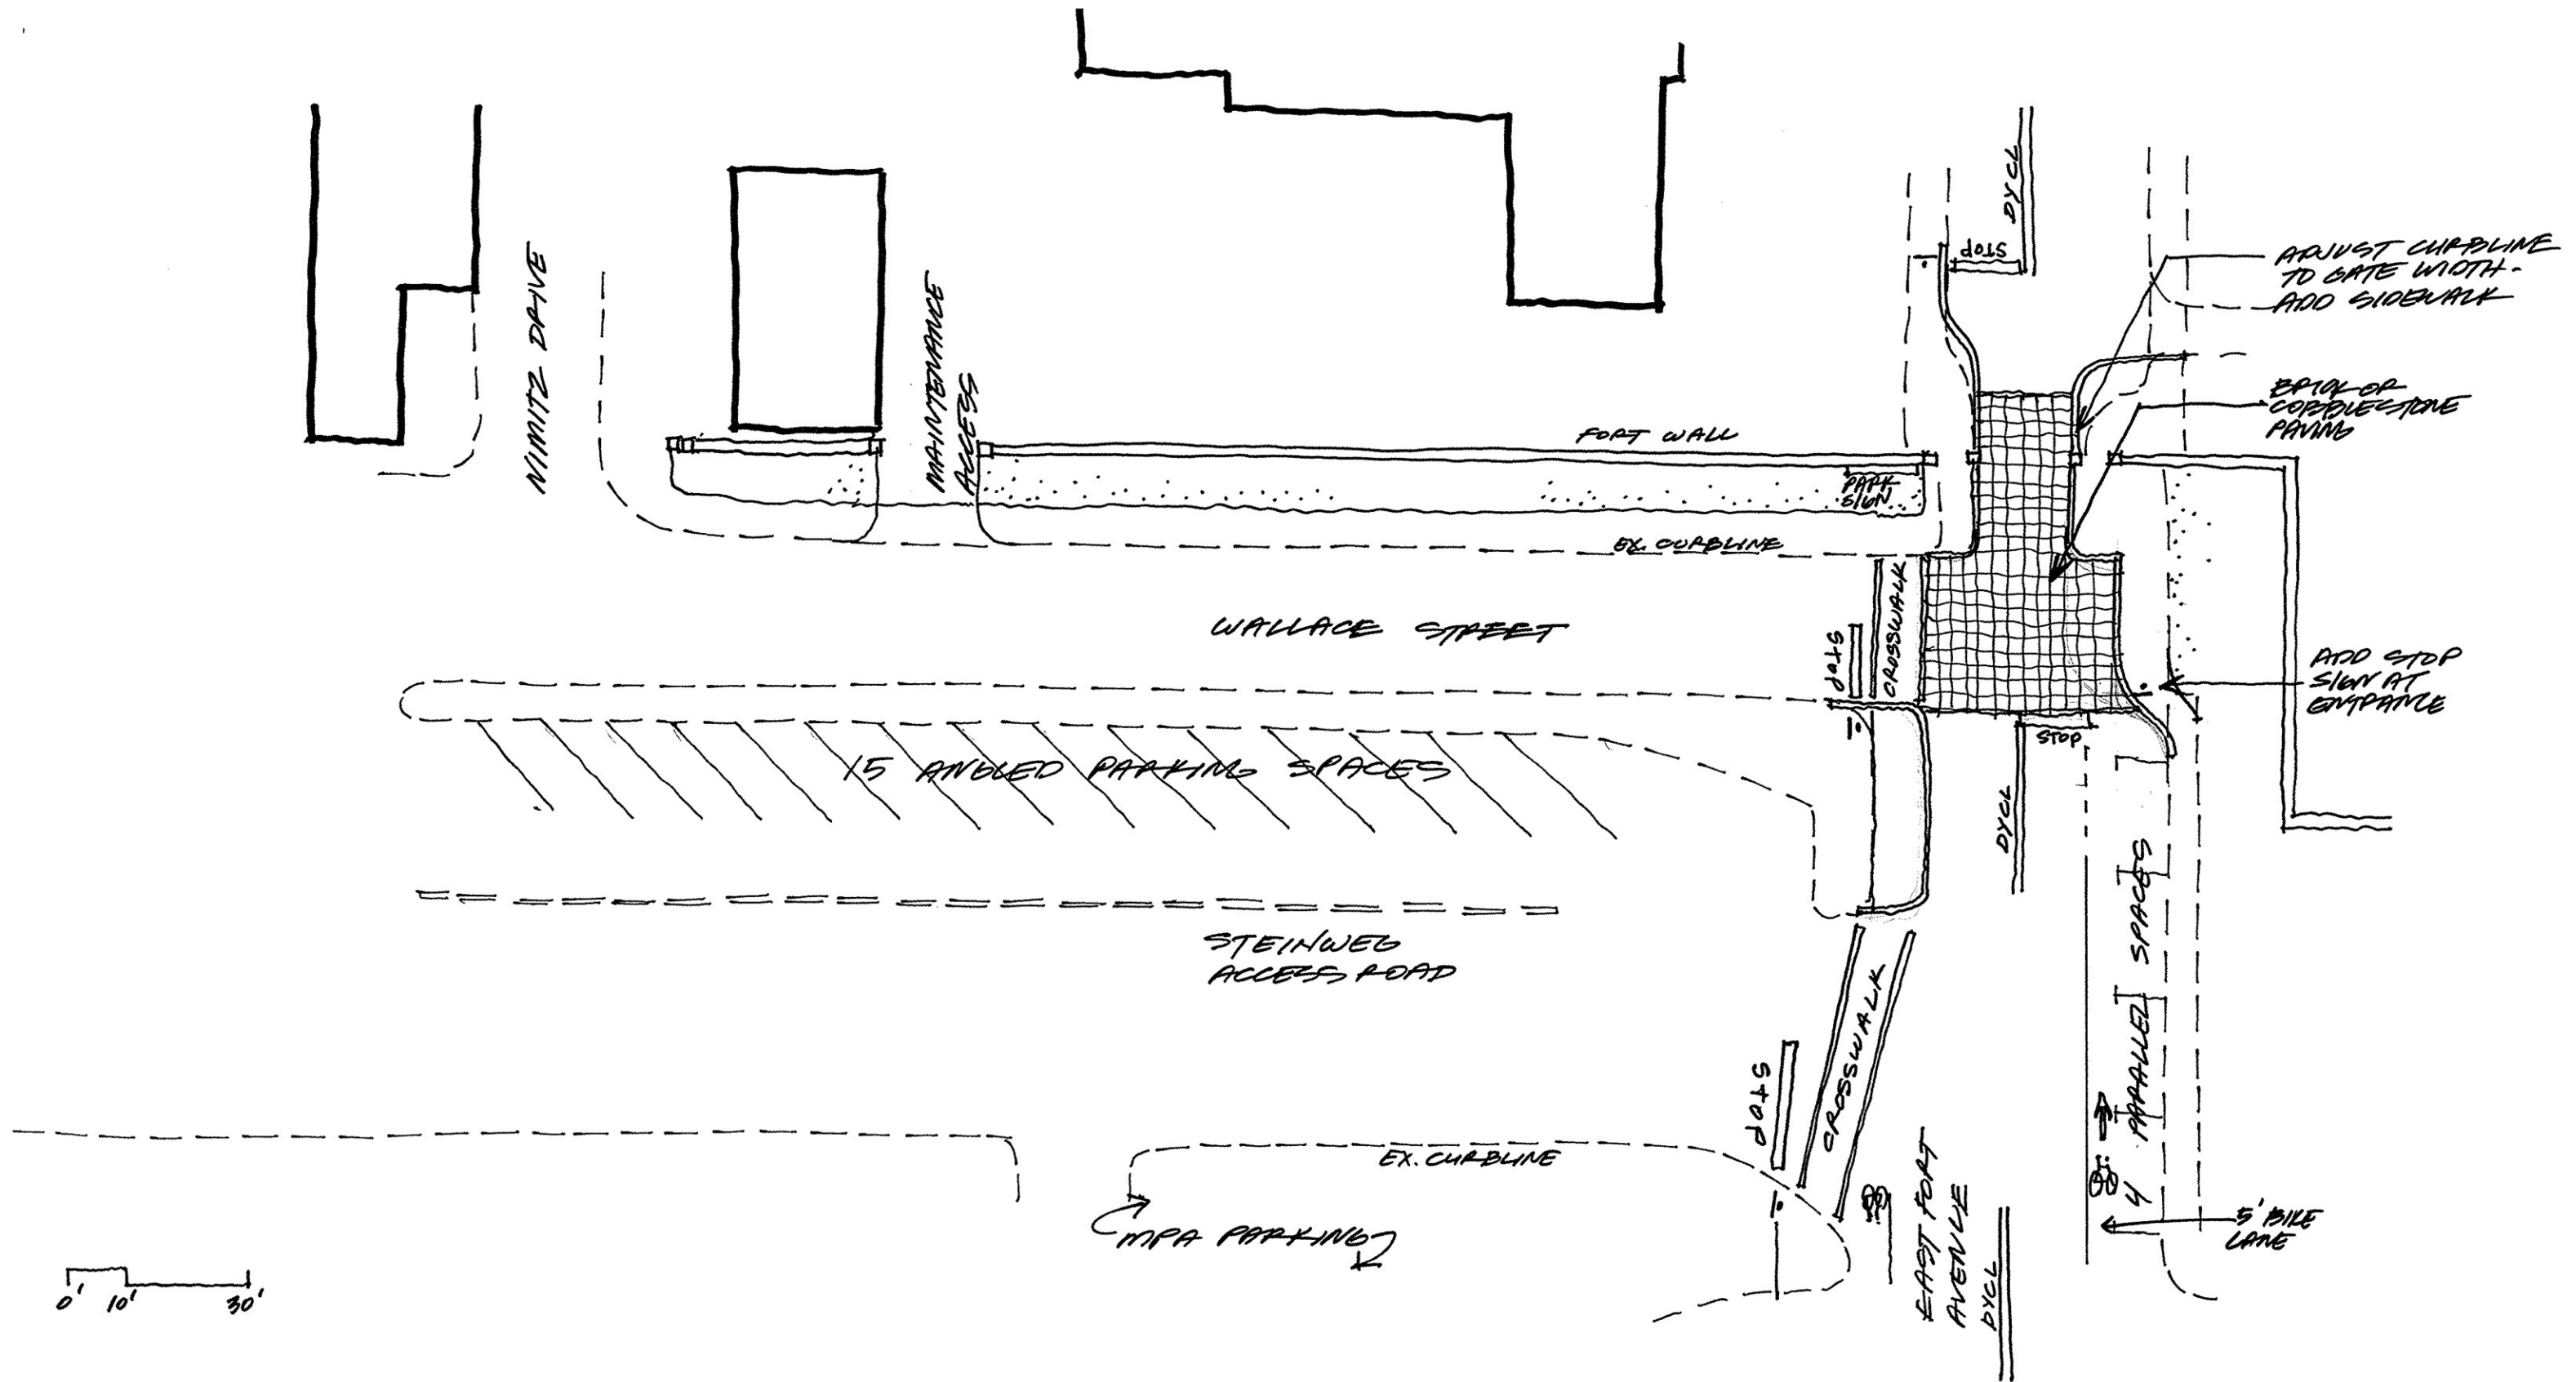 DYCL
STOP
ADJUST CURBLINE
TO GATE WIDTH -
ADD SIDEWALK
NIMITZ DRIVE
MAINTENANCE
ACCESS
BRICK OR
COBBLESTONE
PAVING
FORT WALL
PARK
SIGN
EX. CURBLINE
WALLACE STREET
STOP
CROSSWALK
ADD STOP
SIGN AT
ENTRANCE
STOP
15 ANGLED PARKING SPACES
DYCL
STEINWEG
ACCESS ROAD
4 PARALLEL SPACES
STOP
CROSSWALK
EX. CURBLINE
MPA PARKING
EAST FORT
AVENUE
DYCL
5' BIKE
LANE
0' 10' 30'